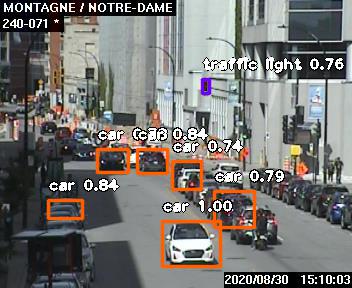 MONTAGNE / NOTRE-DAME
240-071 *
traffic light 0.76
car
car 0.84
car 0.74
car 0.79
car 0.84
car 1.00
2020/08/30 15:10:03